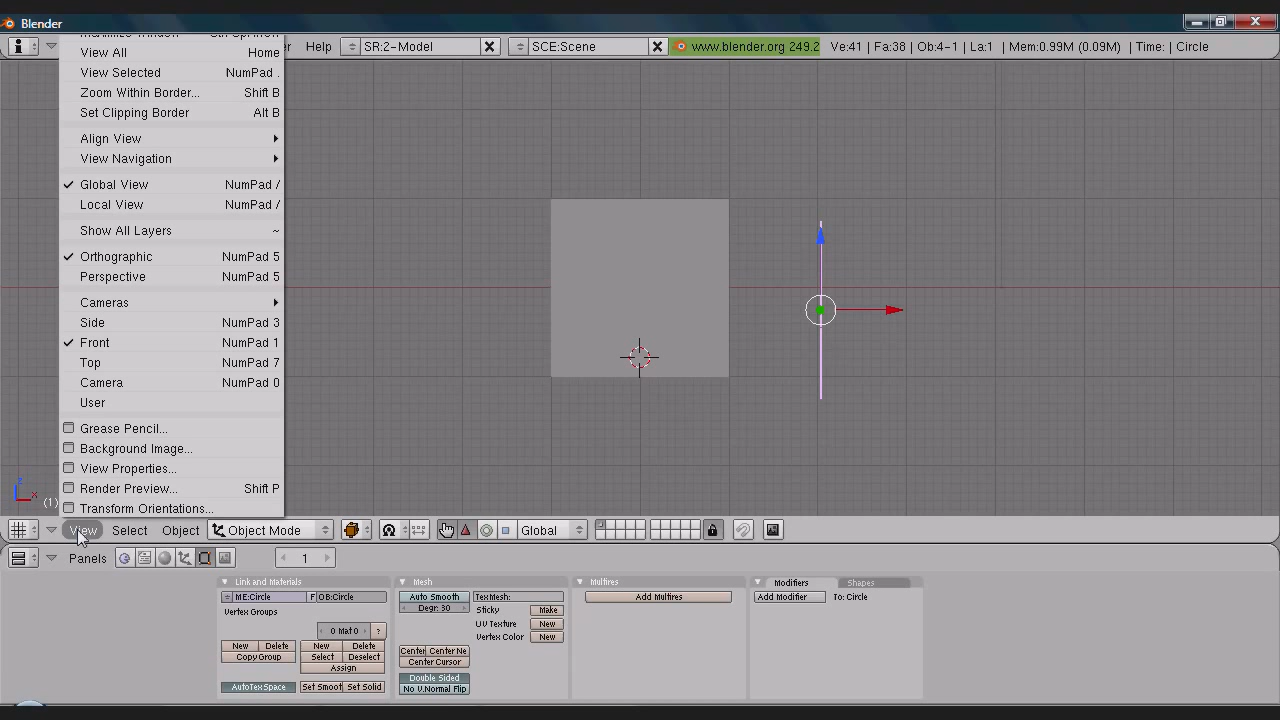 Blender
Help SR:2-Model SCE:Scene www.blender.org 249.2 Ve:41 | Fa:38 | Ob:4-1 | La:1 | Mem:0.99M (0.09M) | Time: | Circle
View All Home
View Selected NumPad .
Zoom Within Border... Shift B
Set Clipping Border Alt B
Align View
View Navigation
Global View NumPad /
Local View NumPad /
Show All Layers ~
Orthographic NumPad 5
Perspective NumPad 5
Cameras
Side NumPad 3
Front NumPad 1
Top NumPad 7
Camera NumPad 0
User
Grease Pencil...
Background Image...
View Properties...
Render Preview... Shift P
Transform Orientations...
z
x
(1)
View Select Object Object Mode Global
Panels 1
Link and Materials Mesh Multires Modifiers Shapes
ME:Circle F OB:Circle Auto Smooth TexMesh: Add Multires Add Modifier To: Circle
Degr: 30
Vertex Groups Sticky Make
UV Texture New
0 Mat 0 ? Vertex Color New
New Delete New Delete
Center Center Ne
Copy Group Select Deselect
Center Cursor
Assign
Double Sided
AutoTexSpace Set Smoot Set Solid
No V.Normal Flip